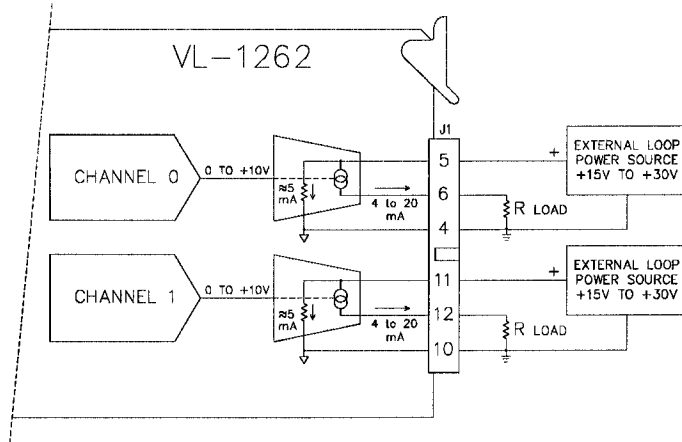 VL-1262
J1
CHANNEL 0
0 TO +10V
≈5
mA
4 to 20
mA
5
6
4
+
R LOAD
EXTERNAL LOOP
POWER SOURCE
+15V TO +30V
CHANNEL 1
0 TO +10V
≈5
mA
4 to 20
mA
11
12
10
+
R LOAD
EXTERNAL LOOP
POWER SOURCE
+15V TO +30V